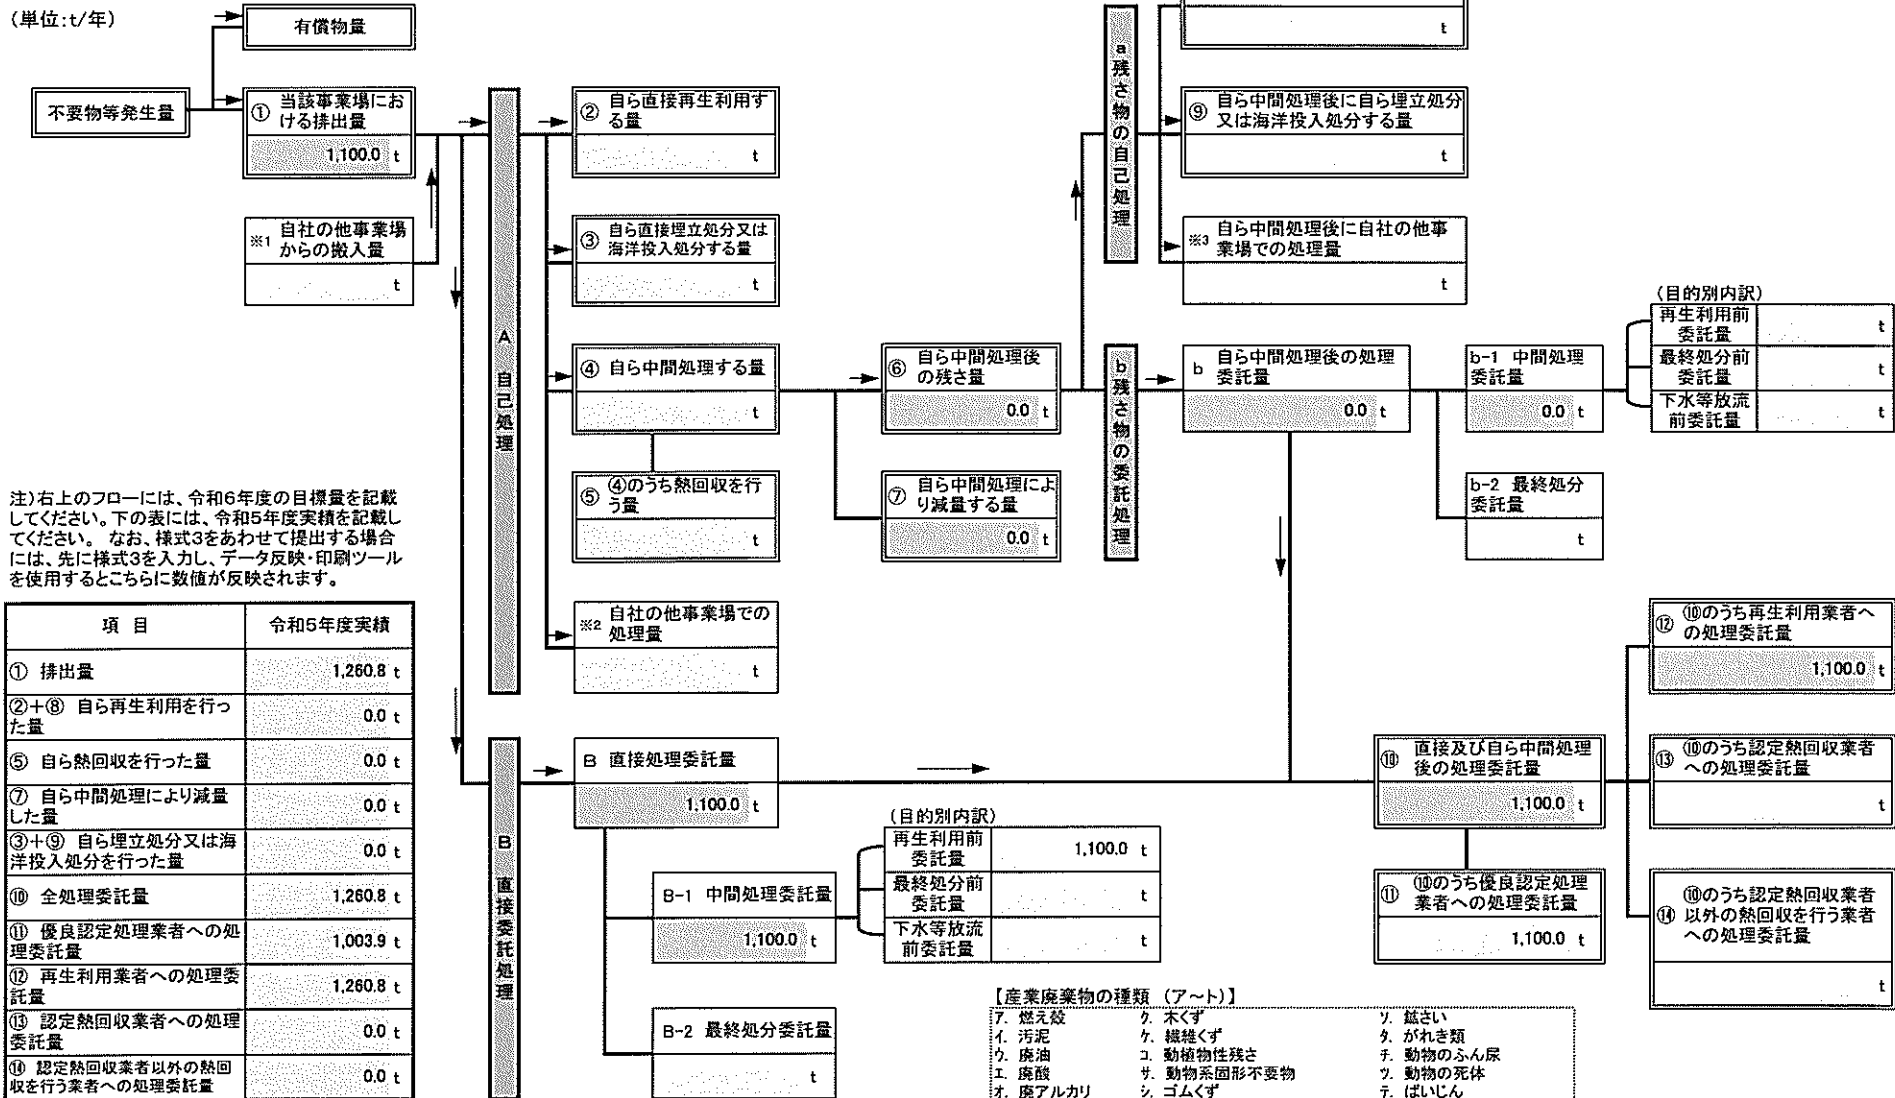 (単位:t/年)
有償物量
不要物等発生量
① 当該事業場にお
ける排出量
1,100.0 t
※1 自社の他事業場
からの搬入量
t
A 自己処理
② 自ら直接再生利用す
る量
t
③ 自ら直接埋立処分又は
海洋投入処分する量
t
④ 自ら中間処理する量
t
⑤ ④のうち熱回収を行
う量
t
※2 自社の他事業場での
処理量
t
⑥ 自ら中間処理後
の残さ量
0.0 t
⑦ 自ら中間処理によ
り減量する量
0.0 t
a 残さ物の自己処理
t
⑨ 自ら中間処理後に自ら埋立処分
又は海洋投入処分する量
t
※3 自ら中間処理後に自社の他事
業場での処理量
t
b 残さ物の委託処理
b 自ら中間処理後の処理
委託量
0.0 t
b-1 中間処理
委託量
0.0 t
b-2 最終処分
委託量
t
(目的別内訳)
再生利用前
委託量
t
最終処分前
委託量
t
下水等放流
前委託量
t
注)右上のフローには、令和6年度の目標量を記載
してください。下の表には、令和5年度実績を記載し
てください。 なお、様式3をあわせて提出する場合
には、先に様式3を入力し、データ反映・印刷ツール
を使用するとこちらに数値が反映されます。
項 目 令和5年度実績
① 排出量 1,260.8 t
②+⑧ 自ら再生利用を行っ
た量 0.0 t
⑤ 自ら熱回収を行った量 0.0 t
⑦ 自ら中間処理により減量
した量 0.0 t
③+⑨ 自ら埋立処分又は海
洋投入処分を行った量 0.0 t
⑩ 全処理委託量 1,260.8 t
⑪ 優良認定処理業者への処
理委託量 1,003.9 t
⑫ 再生利用業者への処理委
託量 1,260.8 t
⑬ 認定熱回収業者への処理
委託量 0.0 t
⑭ 認定熱回収業者以外の熱回
収を行う業者への処理委託量 0.0 t
B 直接委託処理
B 直接処理委託量
1,100.0 t
B-1 中間処理委託量
1,100.0 t
B-2 最終処分委託量
t
(目的別内訳)
再生利用前
委託量
1,100.0 t
最終処分前
委託量
t
下水等放流
前委託量
t
⑩ 直接及び自ら中間処理
後の処理委託量
1,100.0 t
⑪ ⑩のうち優良認定処理
業者への処理委託量
1,100.0 t
⑫ ⑩のうち再生利用業者へ
の処理委託量
1,100.0 t
⑬ ⑩のうち認定熱回収業者
への処理委託量
t
⑭ ⑩のうち認定熱回収業者
以外の熱回収を行う業者
への処理委託量
t
【産業廃棄物の種類 (ア~ト)】
ア. 燃え殻 ク. 木くず ソ. 鉱さい
イ. 汚泥 ケ. 繊維くず タ. がれき類
ウ. 廃油 コ. 動植物性残さ チ. 動物のふん尿
エ. 廃酸 サ. 動物系固形不要物 ツ. 動物の死体
オ. 廃アルカリ シ. ゴムくず テ. ばいじん